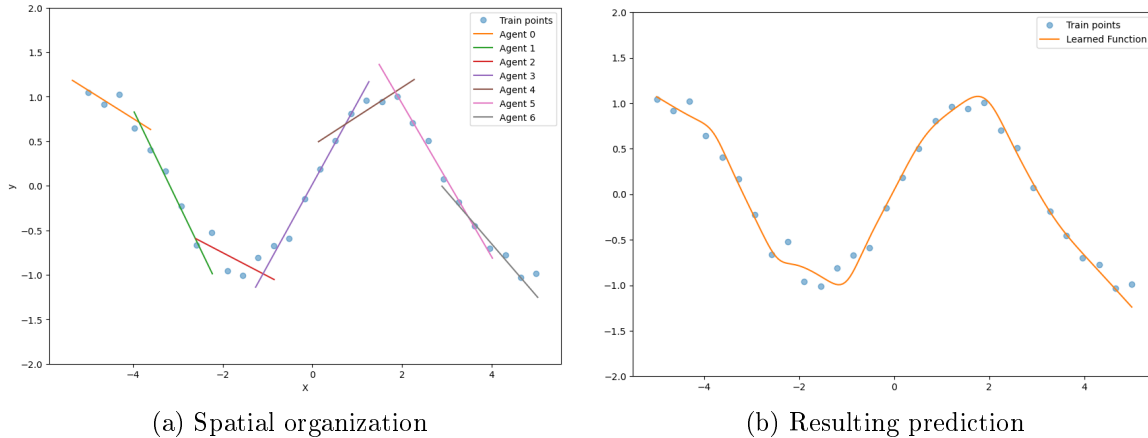 2.0
1.5
1.0
0.5
0.0
−0.5
−1.0
−1.5
−2.0
y
−4
−2
0
2
4
X
Train points
Agent 0
Agent 1
Agent 2
Agent 3
Agent 4
Agent 5
Agent 6
(a) Spatial organization
2.0
1.5
1.0
0.5
0.0
−0.5
−1.0
−1.5
−2.0
−4
−2
0
2
4
Train points
Learned Function
(b) Resulting prediction